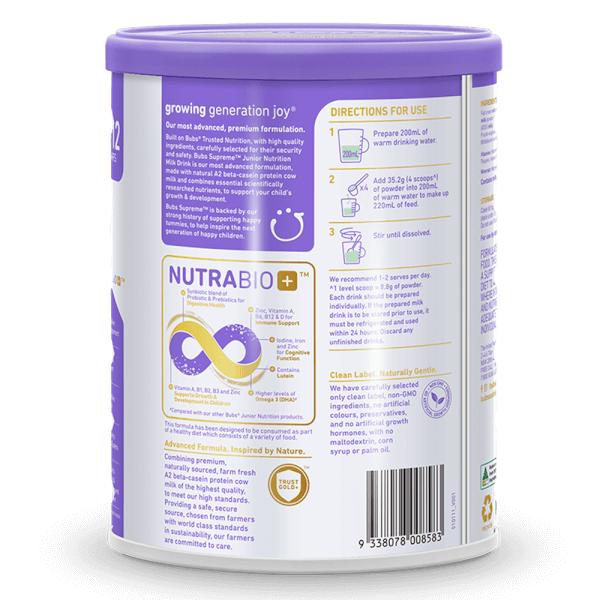 growing generation joy®
Our most advanced, premium formulation.
Built on Bubs® Trusted Nutrition, with high quality
ingredients, carefully selected for their security
and safety. Bubs Supreme™ Junior Nutrition
Milk Drink is our most advanced formulation,
made with natural A2 beta-casein protein cow
milk and combines essential scientifically
researched nutrients, to support your child's
growth & development.
Bubs Supreme™ is backed by our
strong history of supporting happy
tummies, to help inspire the next
generation of happy children.
NUTRABIO + ™
Synbiotic blend of
Probiotic & Prebiotics for
Digestive Health
Zinc, Vitamin A,
B6, B12 & D for
Immune Support
Iodine, Iron
and Zinc
for Cognitive
Function
Contains
Lutein
Vitamin A, B1, B2, B3 and Zinc
Supports Growth &
Development in Children
Higher levels of
Omega 3 (DHA)*
*Compared with our other Bubs® Junior Nutrition products.
This formula has been designed to be consumed as part
of a healthy diet which consists of a variety of food.
Advanced Formula. Inspired by Nature.
Combining premium,
naturally sourced, farm fresh
A2 beta-casein protein cow
milk of the highest quality,
to meet our high standards.
Providing a safe, secure
source, chosen from farmers
with world class standards
in sustainability, our farmers
are committed to care.
TRUST
GOLD+
™
DIRECTIONS FOR USE
1
200mL
Prepare 200mL of
warm drinking water.
2
x4
Add 35.2g (4 scoops^)
of powder into 200mL
of warm water to make up
220mL of feed.
3
Stir until dissolved.
We recommend 1-2 serves per day.
^1 level scoop = 8.8g of powder.
Each drink should be prepared
individually. If the prepared milk
drink is to be stored prior to use, it
must be refrigerated and used
within 24 hours. Discard any
unfinished drinks.
Clean Label. Naturally Gentle.
We have carefully selected
only clean label, non-GMO
ingredients, no artificial
colours, preservatives,
and no artificial growth
hormones, with no
maltodextrin, corn
syrup or palm oil.
010111_V001
9 338078 008583